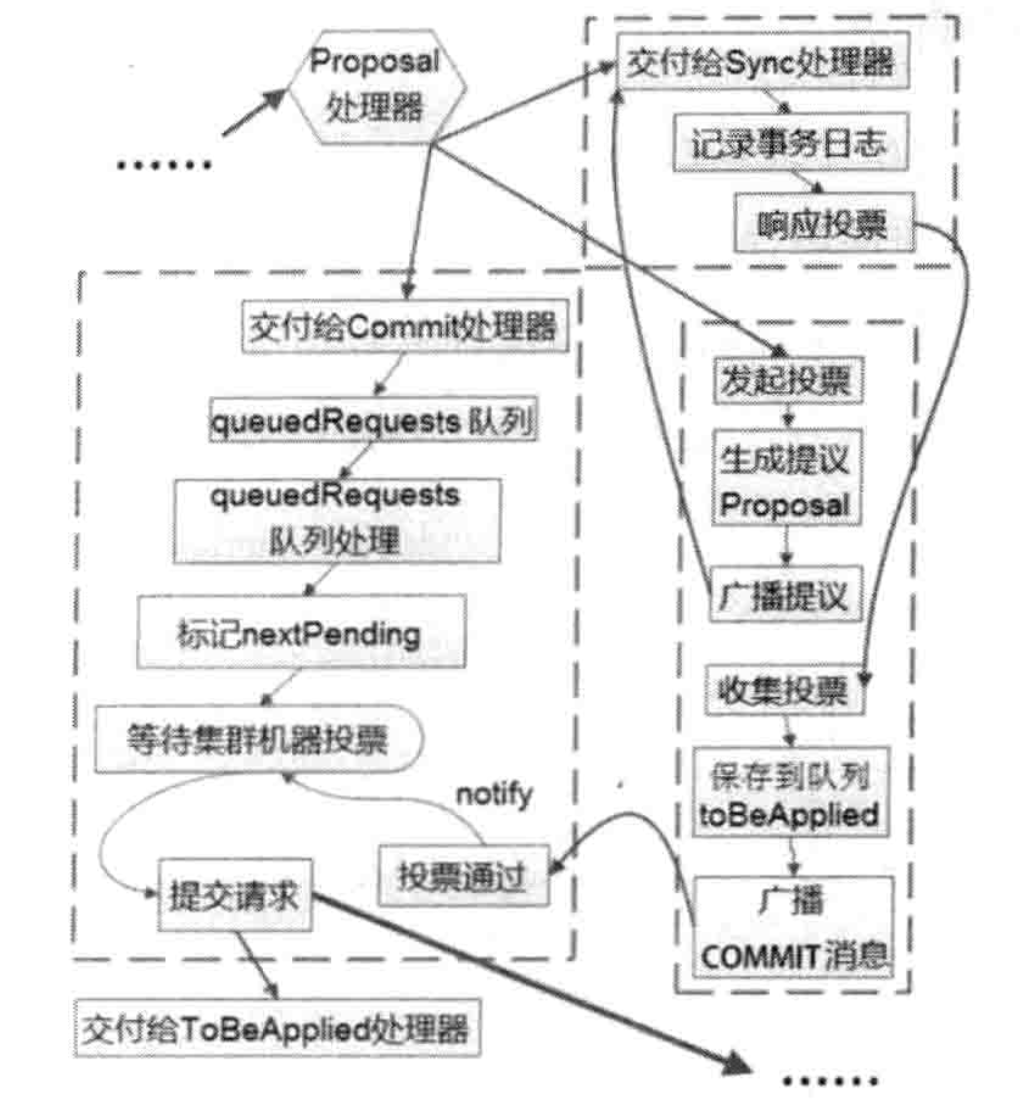 Proposal
处理器
......
交付给Sync处理器
记录事务日志
响应投票
交付给Commit处理器
queuedRequests 队列
queuedRequests
队列处理
标记nextPending
等待集群机器投票
notify
投票通过
提交请求
交付给ToBeApplied处理器
发起投票
生成提议
Proposal
广播提议
收集投票
保存到队列
toBeApplied
广播
COMMIT 消息
......